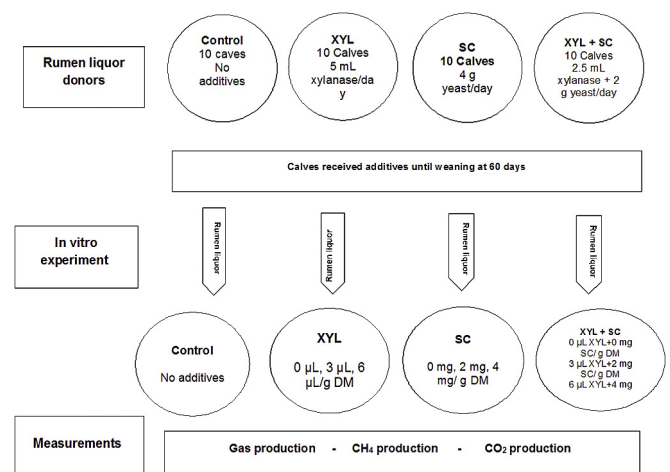 Rumen liquor
donors
Control
10 caves
No
additives
XYL
10 Calves
5 mL
xylanase/da
y
SC
10 Calves
4 g
yeast/day
XYL + SC
10 Calves
2.5 mL
xylanase + 2
g yeast/day
Calves received additives until weaning at 60 days
Rumen liquor
Rumen liquor
Rumen liquor
Rumen liquor
In vitro
experiment
Control
No additives
XYL
0 µL, 3 µL, 6
µL/g DM
SC
0 mg, 2 mg, 4
mg/ g DM
XYL + SC
0 µL XYL+0 mg
SC/g DM
3 µL XYL+2 mg
SC/g DM
6 µL XYL+4 mg
Measurements
Gas production - CH₄ production - CO₂ production